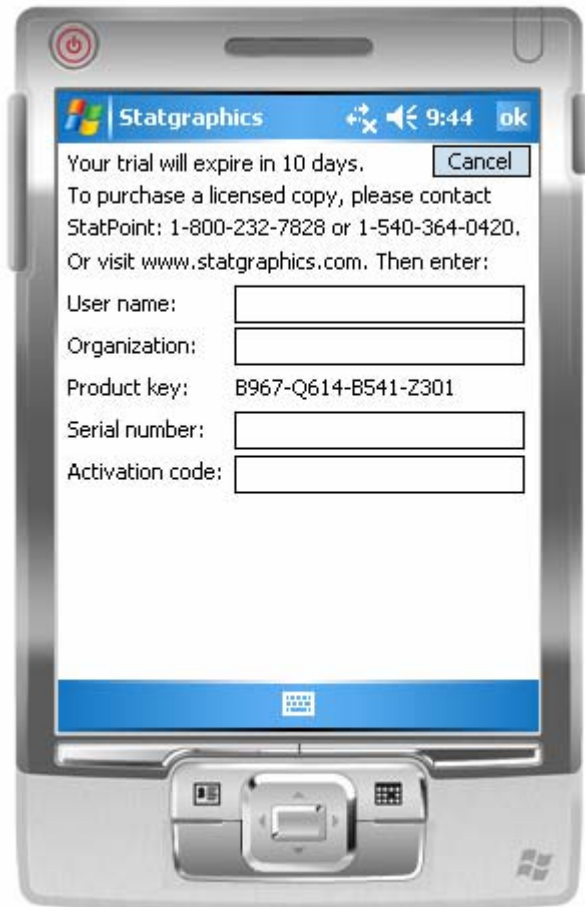 Statgraphics 9:44 ok
Your trial will expire in 10 days. Cancel
To purchase a licensed copy, please contact
StatPoint: 1-800-232-7828 or 1-540-364-0420.
Or visit www.statgraphics.com. Then enter:
User name:
Organization:
Product key: B967-Q614-B541-Z301
Serial number:
Activation code: